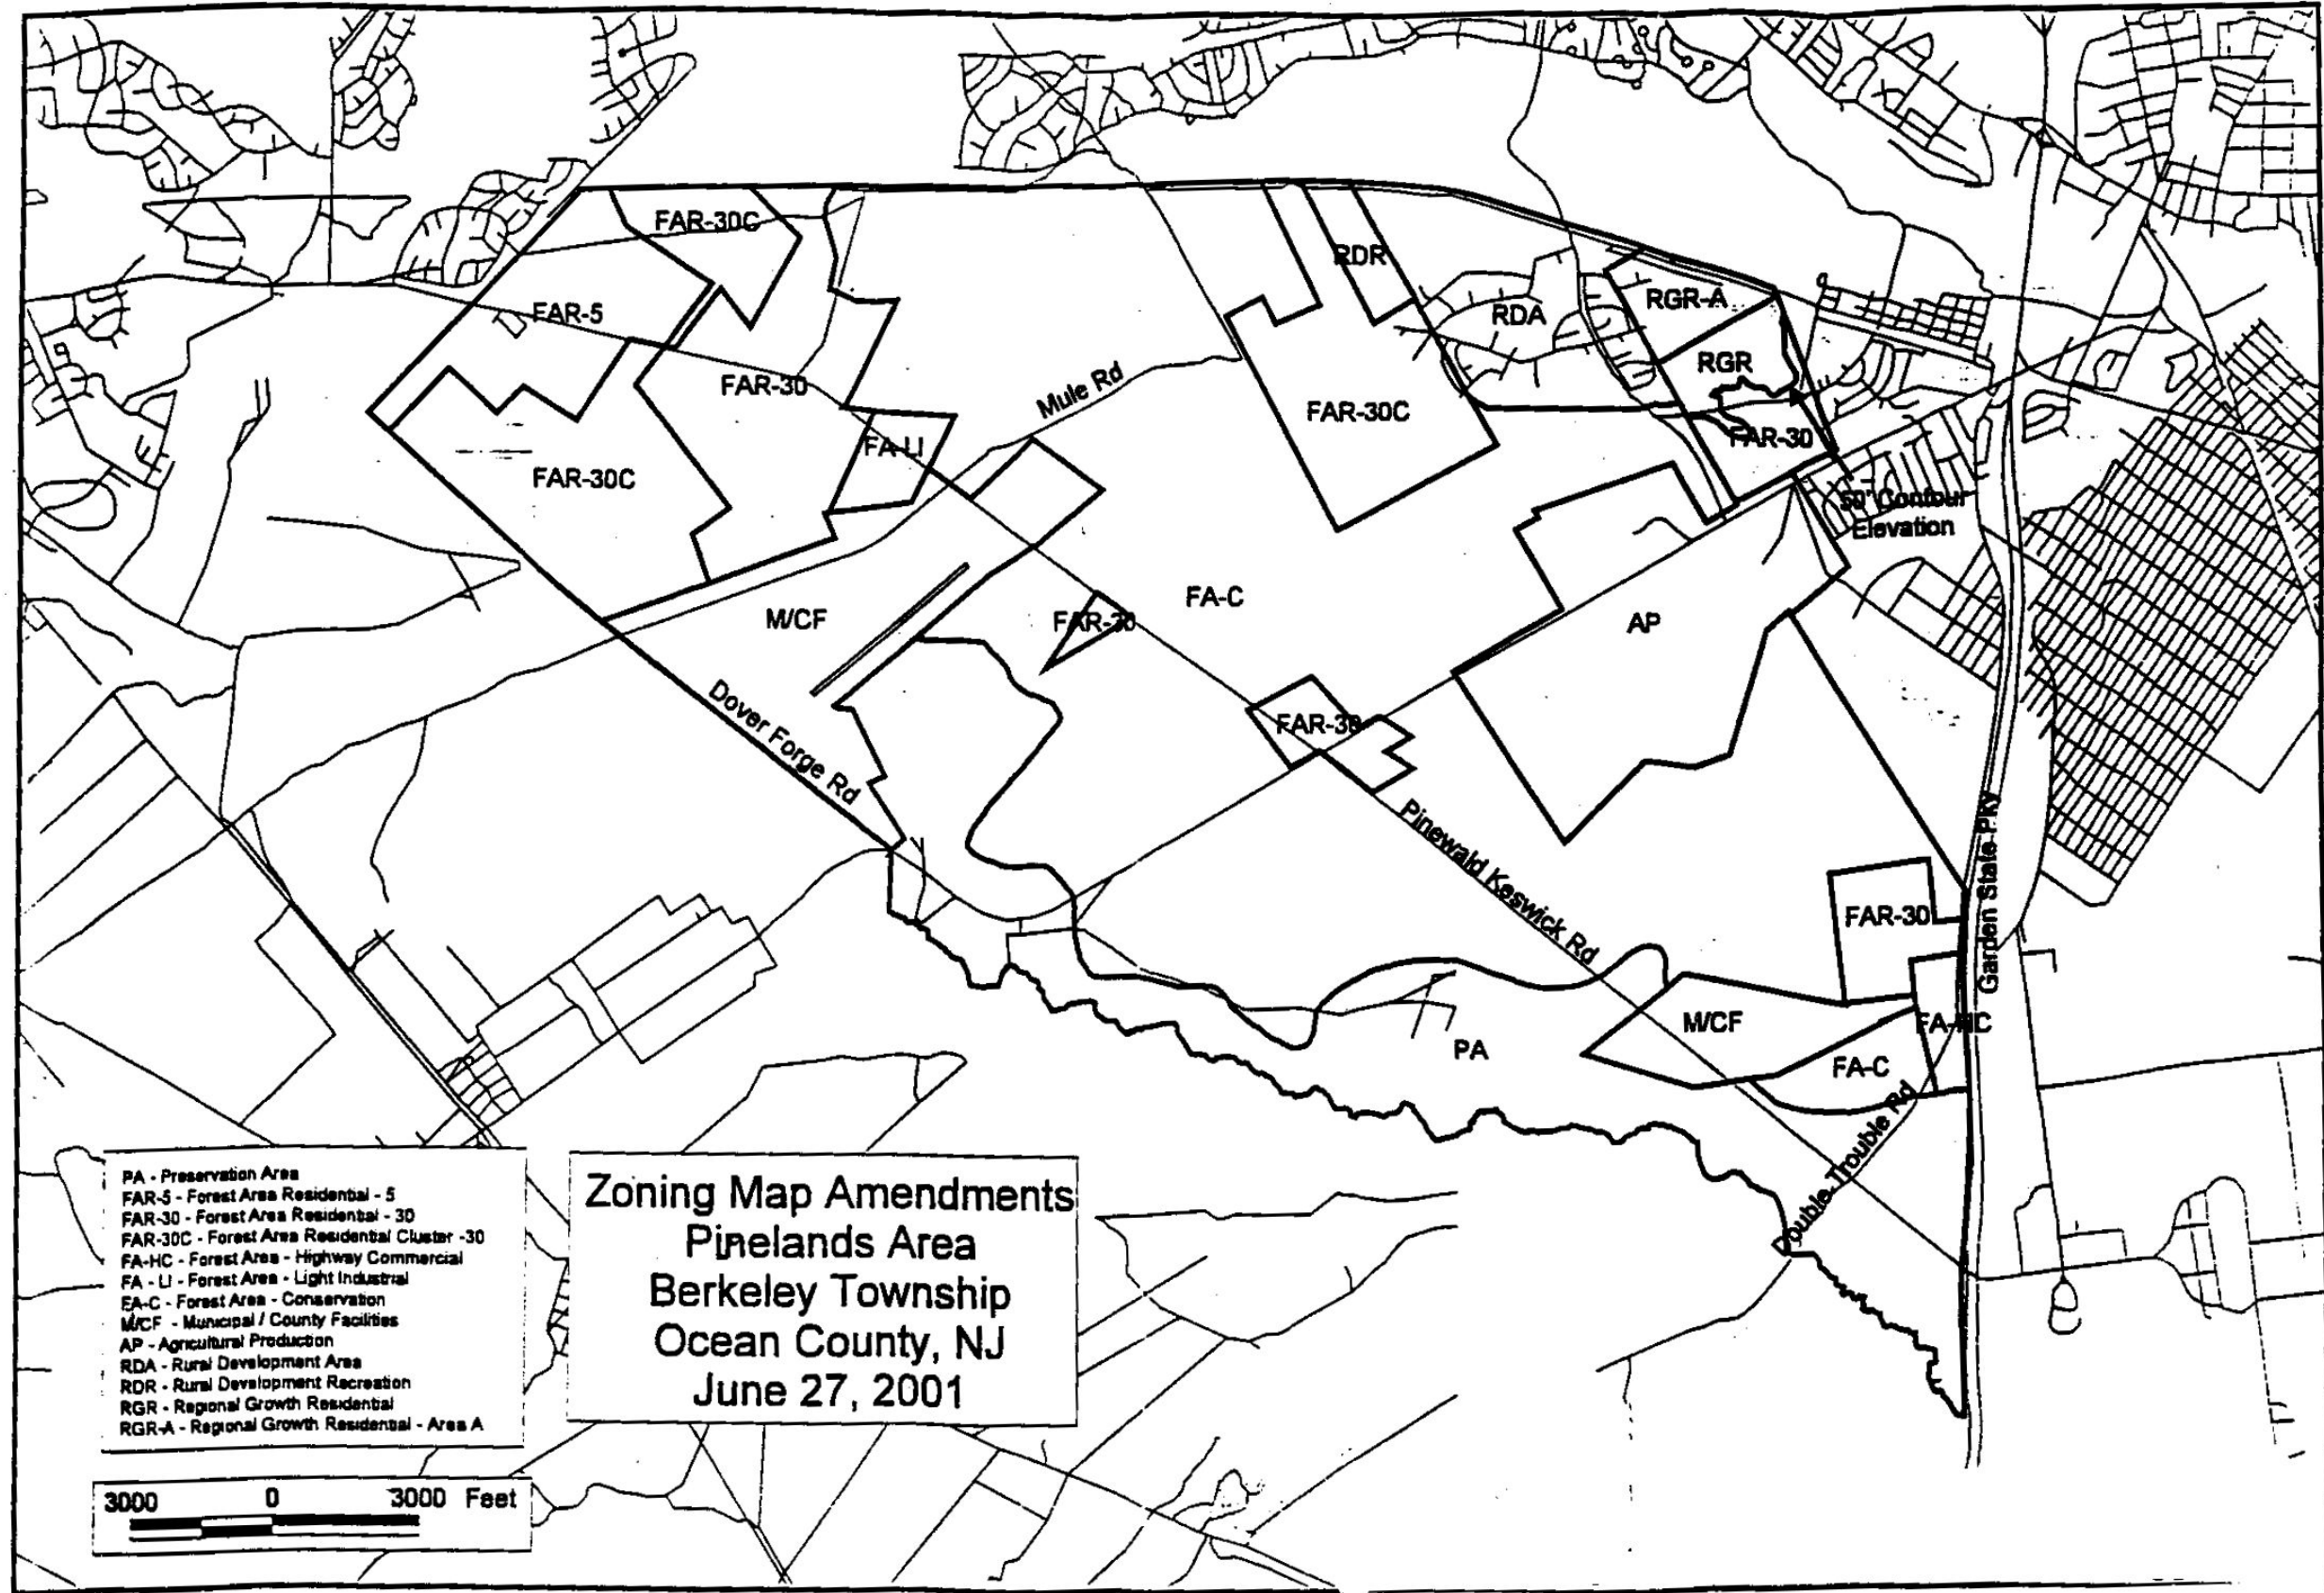 FAR-30C
RDR
FAR-5
RGR-A
RDA
RGR
FAR-30
Mule Rd
FAR-30C
FAR-30
FA-LI
FAR-30C
50' Contour
Elevation
FA-C
M/CF
FAR-30
AP
Dover Forge Rd
FAR-30
Pinewald Keswick Rd
Garden State Pky
FAR-30
M/CF
FA-HC
PA
FA-C
Double Trouble Rd
PA - Preservation Area
FAR-5 - Forest Area Residential - 5
FAR-30 - Forest Area Residential - 30
FAR-30C - Forest Area Residential Cluster -30
FA-HC - Forest Area - Highway Commercial
FA - LI - Forest Area - Light Industrial
FA-C - Forest Area - Conservation
M/CF - Municipal / County Facilities
AP - Agricultural Production
RDA - Rural Development Area
RDR - Rural Development Recreation
RGR - Regional Growth Residential
RGR-A - Regional Growth Residential - Area A
Zoning Map Amendments
Pinelands Area
Berkeley Township
Ocean County, NJ
June 27, 2001
3000 0 3000 Feet